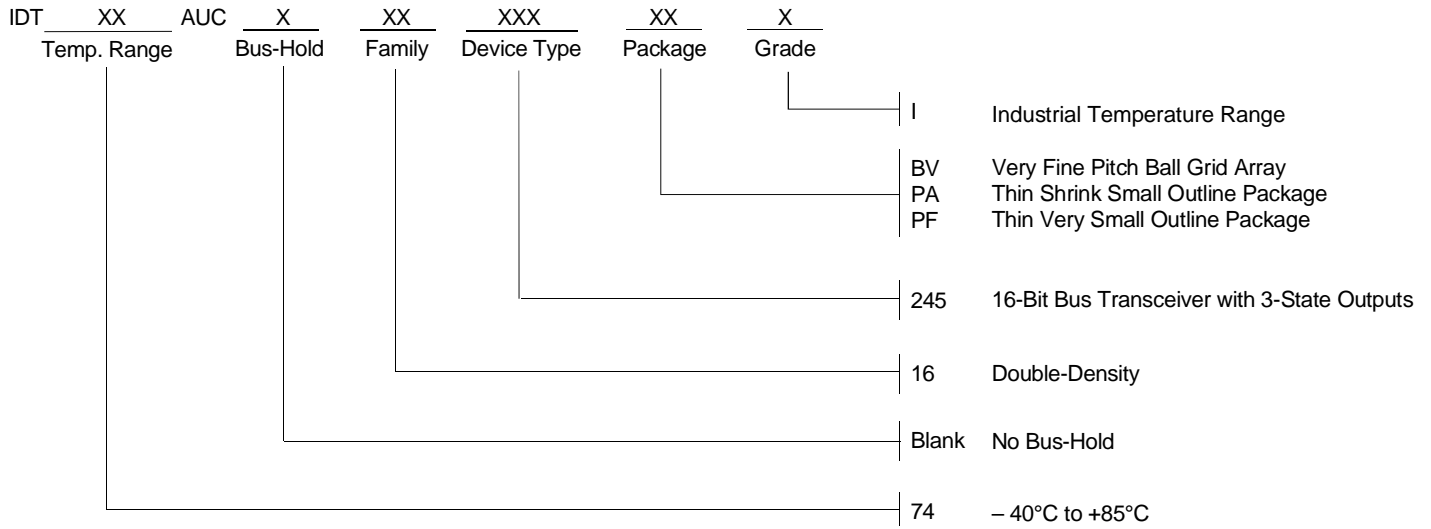 IDT XX AUC X XX XXX XX X
Temp. Range Bus-Hold Family Device Type Package Grade
I Industrial Temperature Range
BV Very Fine Pitch Ball Grid Array
PA Thin Shrink Small Outline Package
PF Thin Very Small Outline Package
245 16-Bit Bus Transceiver with 3-State Outputs
16 Double-Density
Blank No Bus-Hold
74 – 40°C to +85°C